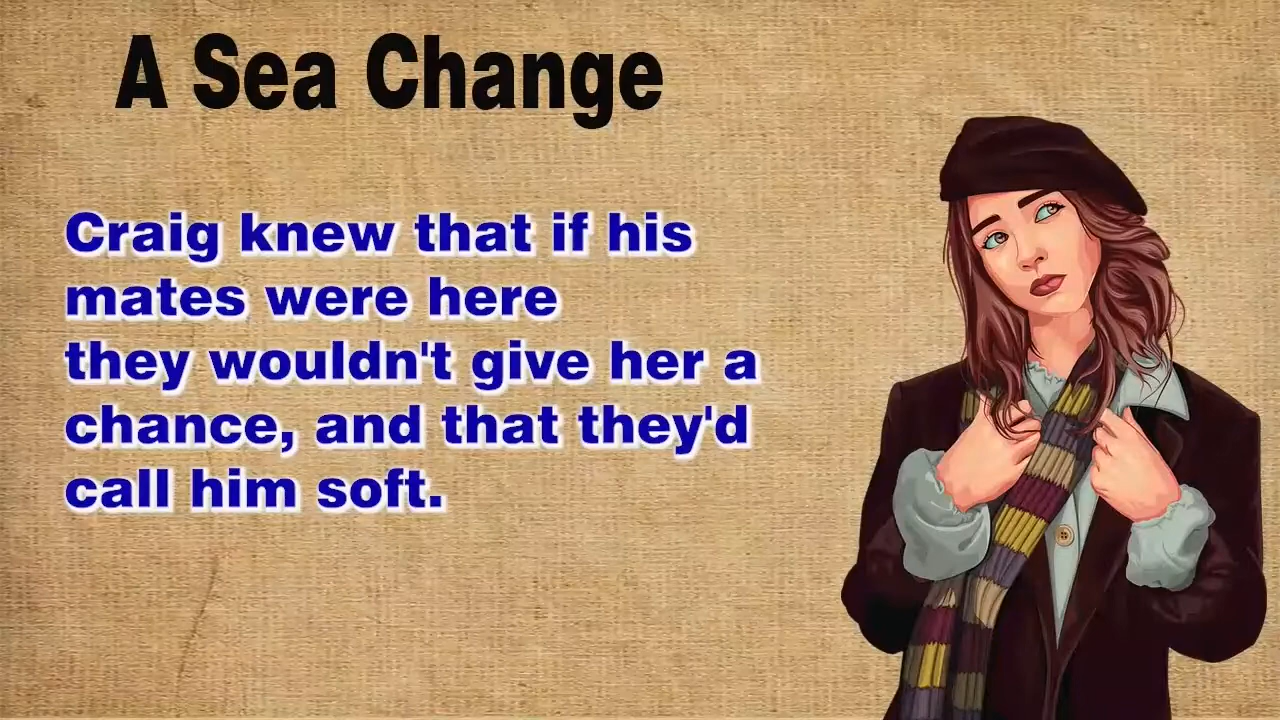 A Sea Change
Craig knew that if his
mates were here
they wouldn't give her a
chance, and that they'd
call him soft.